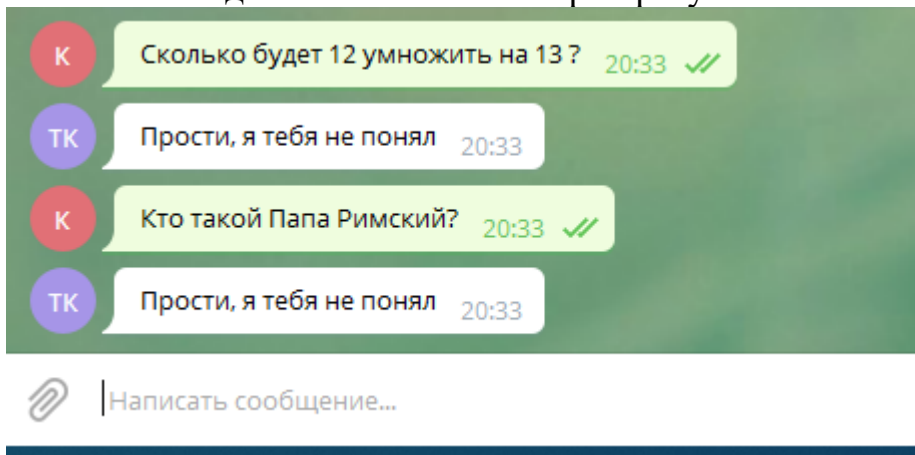 К
Сколько будет 12 умножить на 13 ?
20:33
ТК
Прости, я тебя не понял
20:33
К
Кто такой Папа Римский?
20:33
ТК
Прости, я тебя не понял
20:33
Написать сообщение...